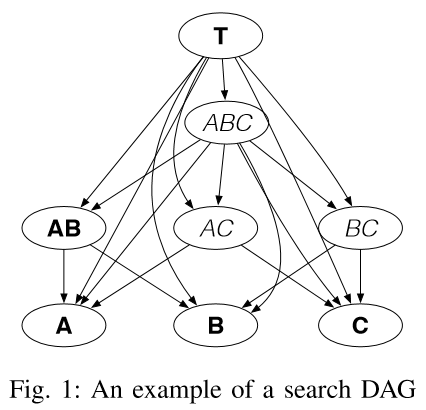 T
ABC
AB AC BC
A B C
Fig. 1: An example of a search DAG